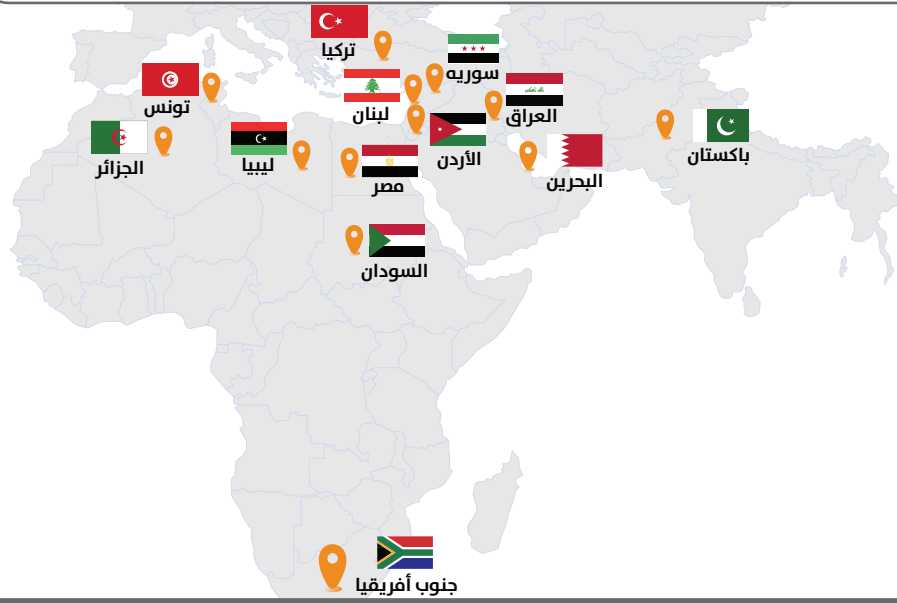 تركيا
سوريه
تونس
لبنان
العراق
الجزائر
ليبيا
الأردن
باكستان
مصر
البحرين
السودان
جنوب أفريقيا